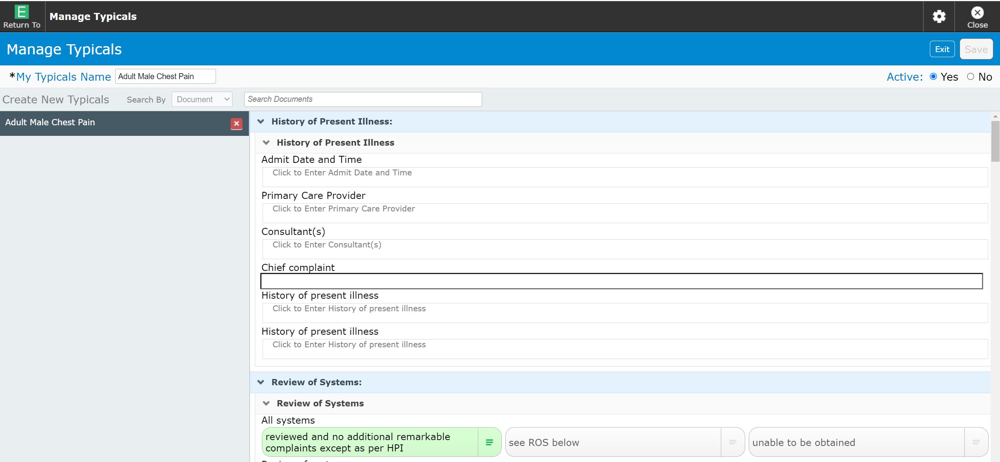 E
Return To
Manage Typicals
Close
Manage Typicals
Exit
Save
*My Typicals Name
Adult Male Chest Pain
Active:
Yes
No
Create New Typicals
Search By
Document
Search Documents
Adult Male Chest Pain
History of Present Illness:
History of Present Illness
Admit Date and Time
Click to Enter Admit Date and Time
Primary Care Provider
Click to Enter Primary Care Provider
Consultant(s)
Click to Enter Consultant(s)
Chief complaint
History of present illness
Click to Enter History of present illness
History of present illness
Click to Enter History of present illness
Review of Systems:
Review of Systems
All systems
reviewed and no additional remarkable
complaints except as per HPI
see ROS below
unable to be obtained